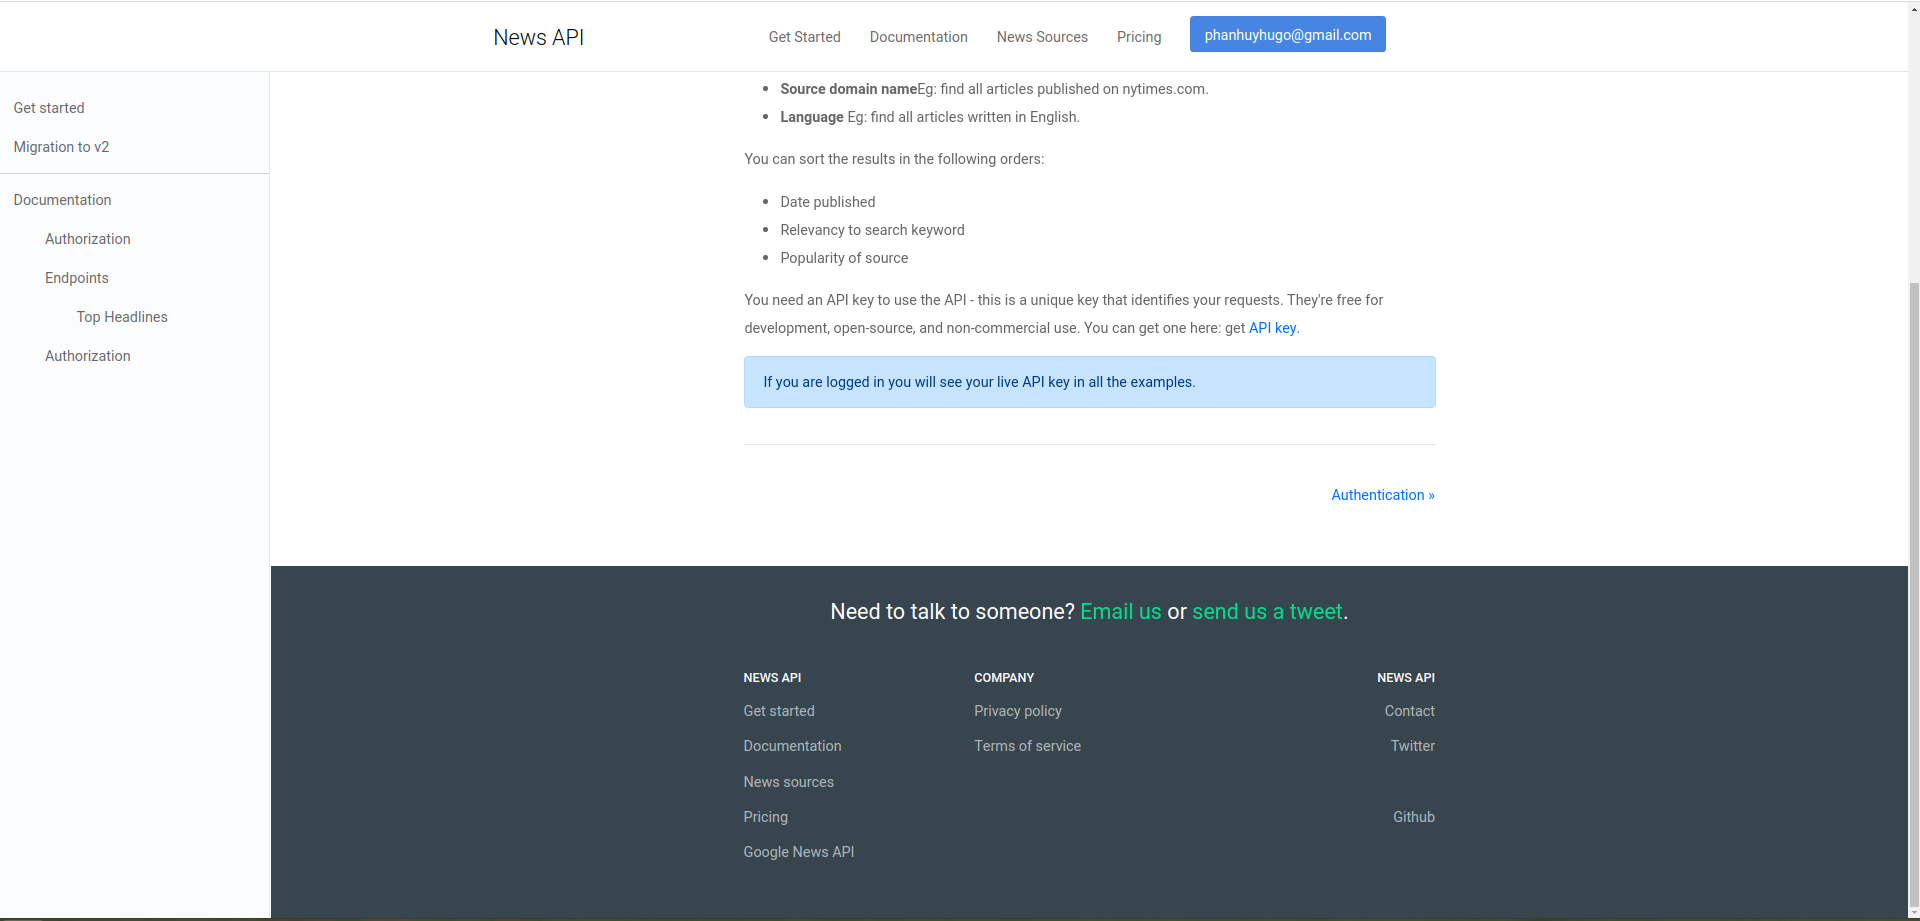 News API
Get Started
Documentation
News Sources
Pricing
phanhuyhugo@gmail.com
Get started
Migration to v2
Documentation
Authorization
Endpoints
Top Headlines
Authorization
Source domain nameEg: find all articles published on nytimes.com.
Language Eg: find all articles written in English.
You can sort the results in the following orders:
Date published
Relevancy to search keyword
Popularity of source
You need an API key to use the API - this is a unique key that identifies your requests. They're free for
development, open-source, and non-commercial use. You can get one here: get API key.
If you are logged in you will see your live API key in all the examples.
Authentication »
Need to talk to someone? Email us or send us a tweet.
NEWS API
Get started
Documentation
News sources
Pricing
Google News API
COMPANY
Privacy policy
Terms of service
NEWS API
Contact
Twitter
Github